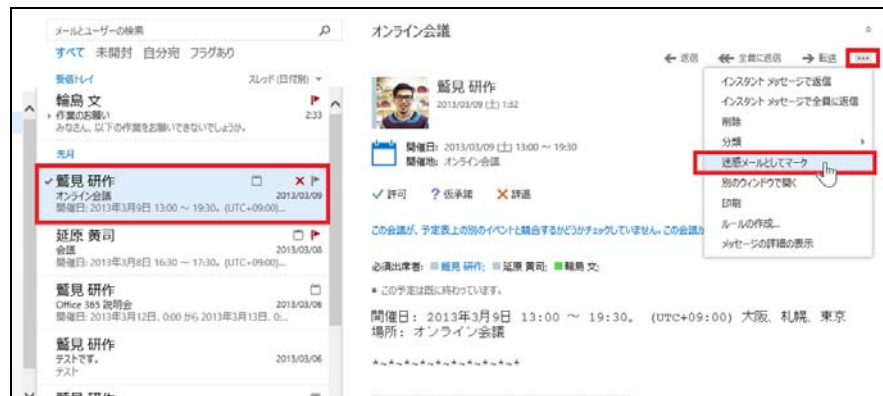 メールとユーザーの検索
すべて 未開封 自分宛 フラグあり
受信トレイ スレッド (日付別)
輪島 文
作業のお願い 2:33
みなさん、以下の作業をお願いできないでしょうか。
先月
鷲見 研作
オンライン会議 2013/03/09
開催日: 2013年3月9日 13:00 ～ 19:30。(UTC+09:00)...
延原 黄司
会議 2013/03/08
開催日: 2013年3月8日 16:30 ～ 17:30。(UTC+09:00)...
鷲見 研作
Office 365 説明会 2013/03/06
開催日: 2013年3月12日、0:00 から 2013年3月13日、0:...
鷲見 研作
テストです。 2013/03/06
テスト
鷲見 研作
オンライン会議
返信 全員に返信 転送 ...
鷲見 研作
2013/03/09 (土) 1:32
開催日: 2013/03/09 (土) 13:00 ～ 19:30
開催地: オンライン会議
許可 ? 仮承諾 辞退
この会議が、予定表上の別のイベントと競合するかどうかチェックしていません。この会議が
必須出席者: 鷲見 研作; 延原 黄司; 輪島 文;
この予定は既に終わっています。
開催日: 2013年3月9日 13:00 ～ 19:30。 (UTC+09:00) 大阪、札幌、東京
場所: オンライン会議
*~*~*~*~*~*~*~*~*~*
インスタント メッセージで返信
インスタント メッセージで全員に返信
削除
分類
迷惑メールとしてマーク
別のウィンドウで開く
印刷
ルールの作成...
メッセージの詳細の表示